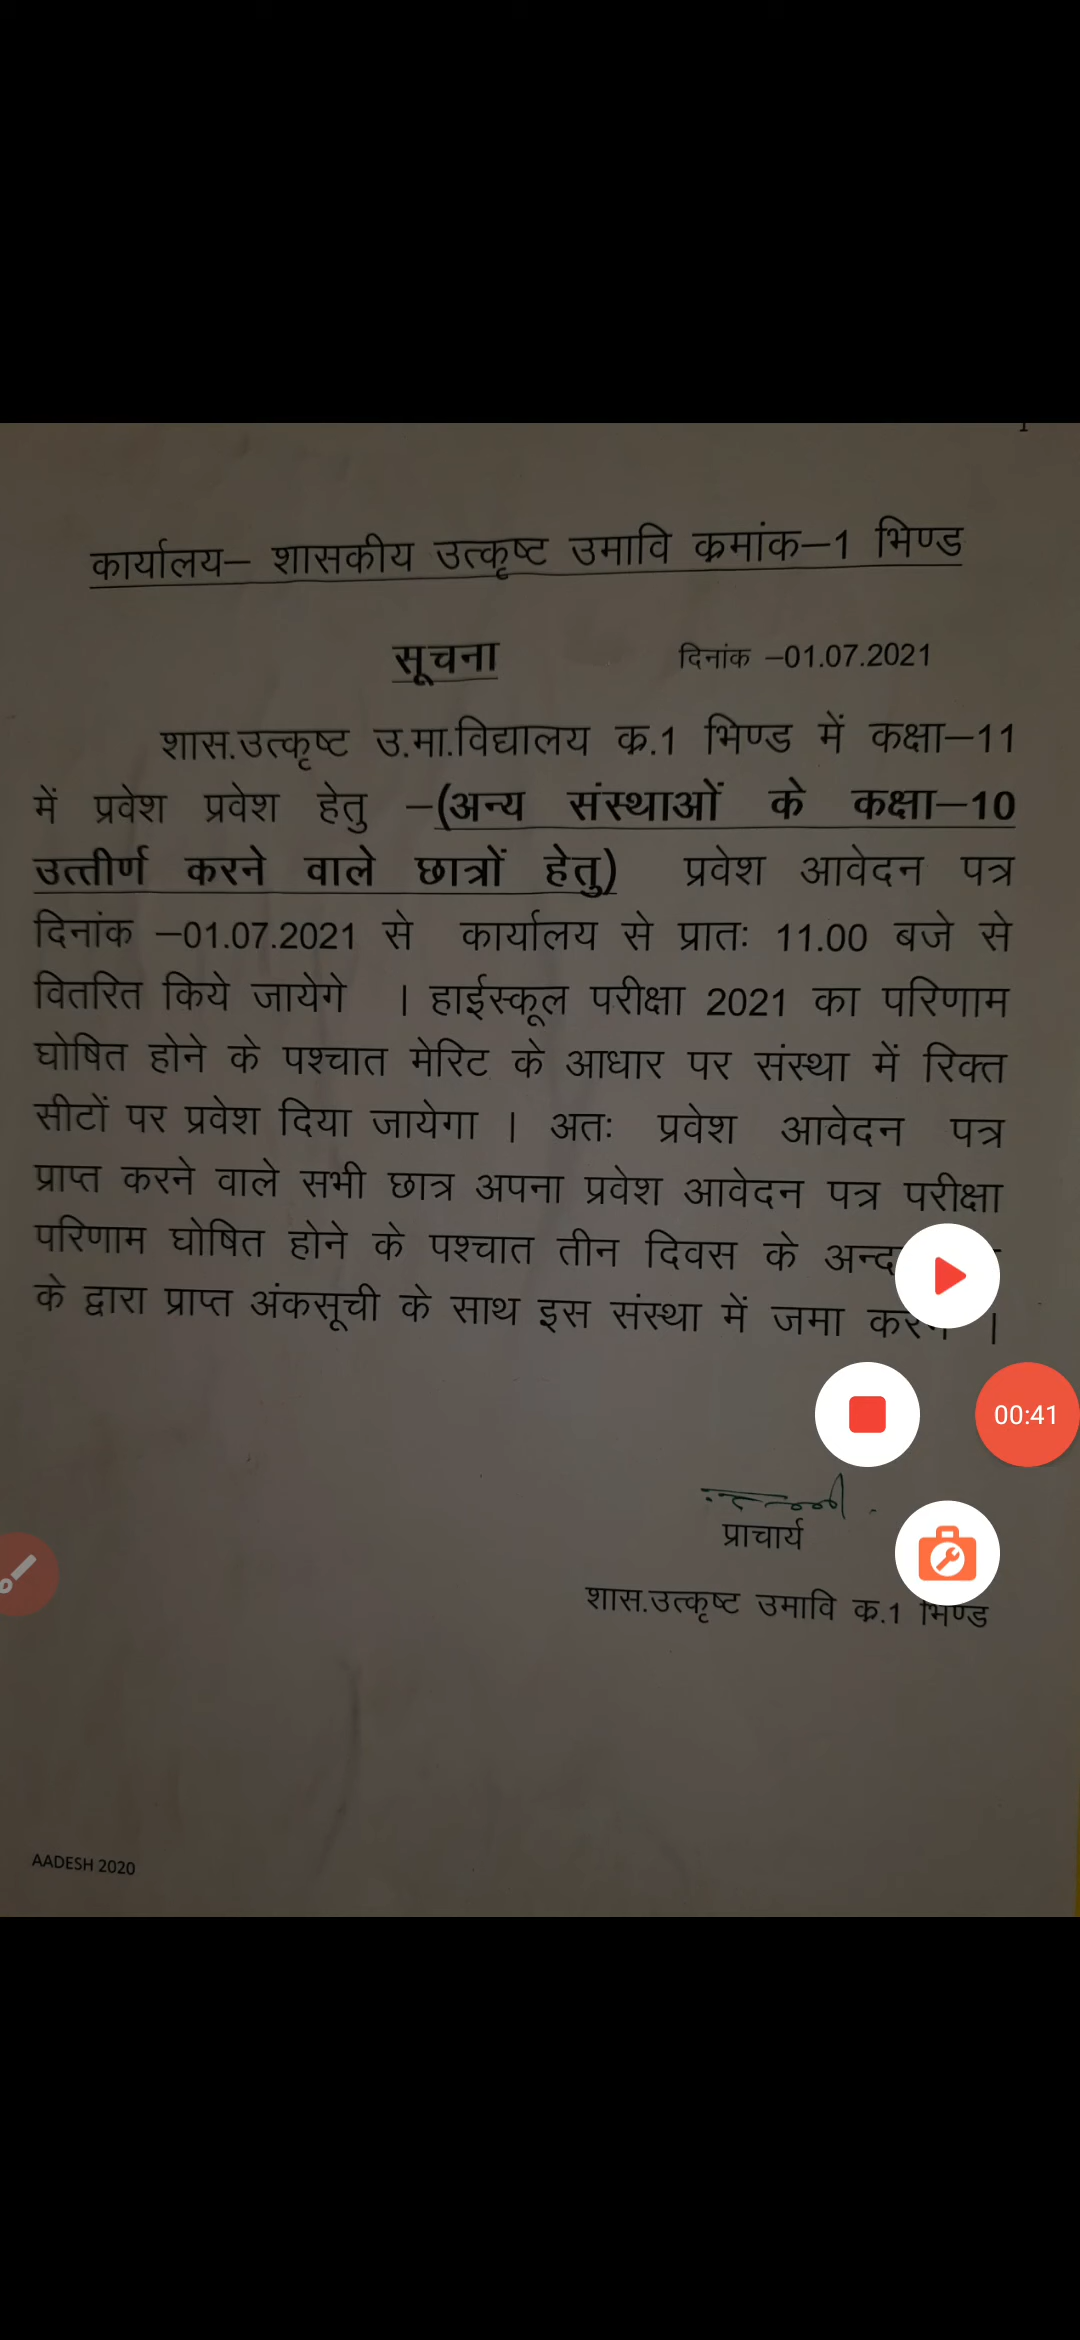 कार्यालय– शासकीय उत्कृष्ट उमावि क्रमांक–1 भिण्ड
सूचना दिनांक –01.07.2021
शास.उत्कृष्ट उ.मा.विद्यालय क्र.1 भिण्ड में कक्षा–11
में प्रवेश प्रवेश हेतु –(अन्य संस्थाओं के कक्षा–10
उत्तीर्ण करने वाले छात्रों हेतु) प्रवेश आवेदन पत्र
दिनांक –01.07.2021 से कार्यालय से प्रातः 11.00 बजे से
वितरित किये जायेगे । हाईस्कूल परीक्षा 2021 का परिणाम
घोषित होने के पश्चात मेरिट के आधार पर संस्था में रिक्त
सीटों पर प्रवेश दिया जायेगा । अतः प्रवेश आवेदन पत्र
प्राप्त करने वाले सभी छात्र अपना प्रवेश आवेदन पत्र परीक्षा
परिणाम घोषित होने के पश्चात तीन दिवस के
के द्वारा प्राप्त अंकसूची के साथ इस संस्था में जमा ।
00:41
प्राचार्य
शास.उत्कृष्ट उमावि क्र.1 भिण्ड
AADESH 2020